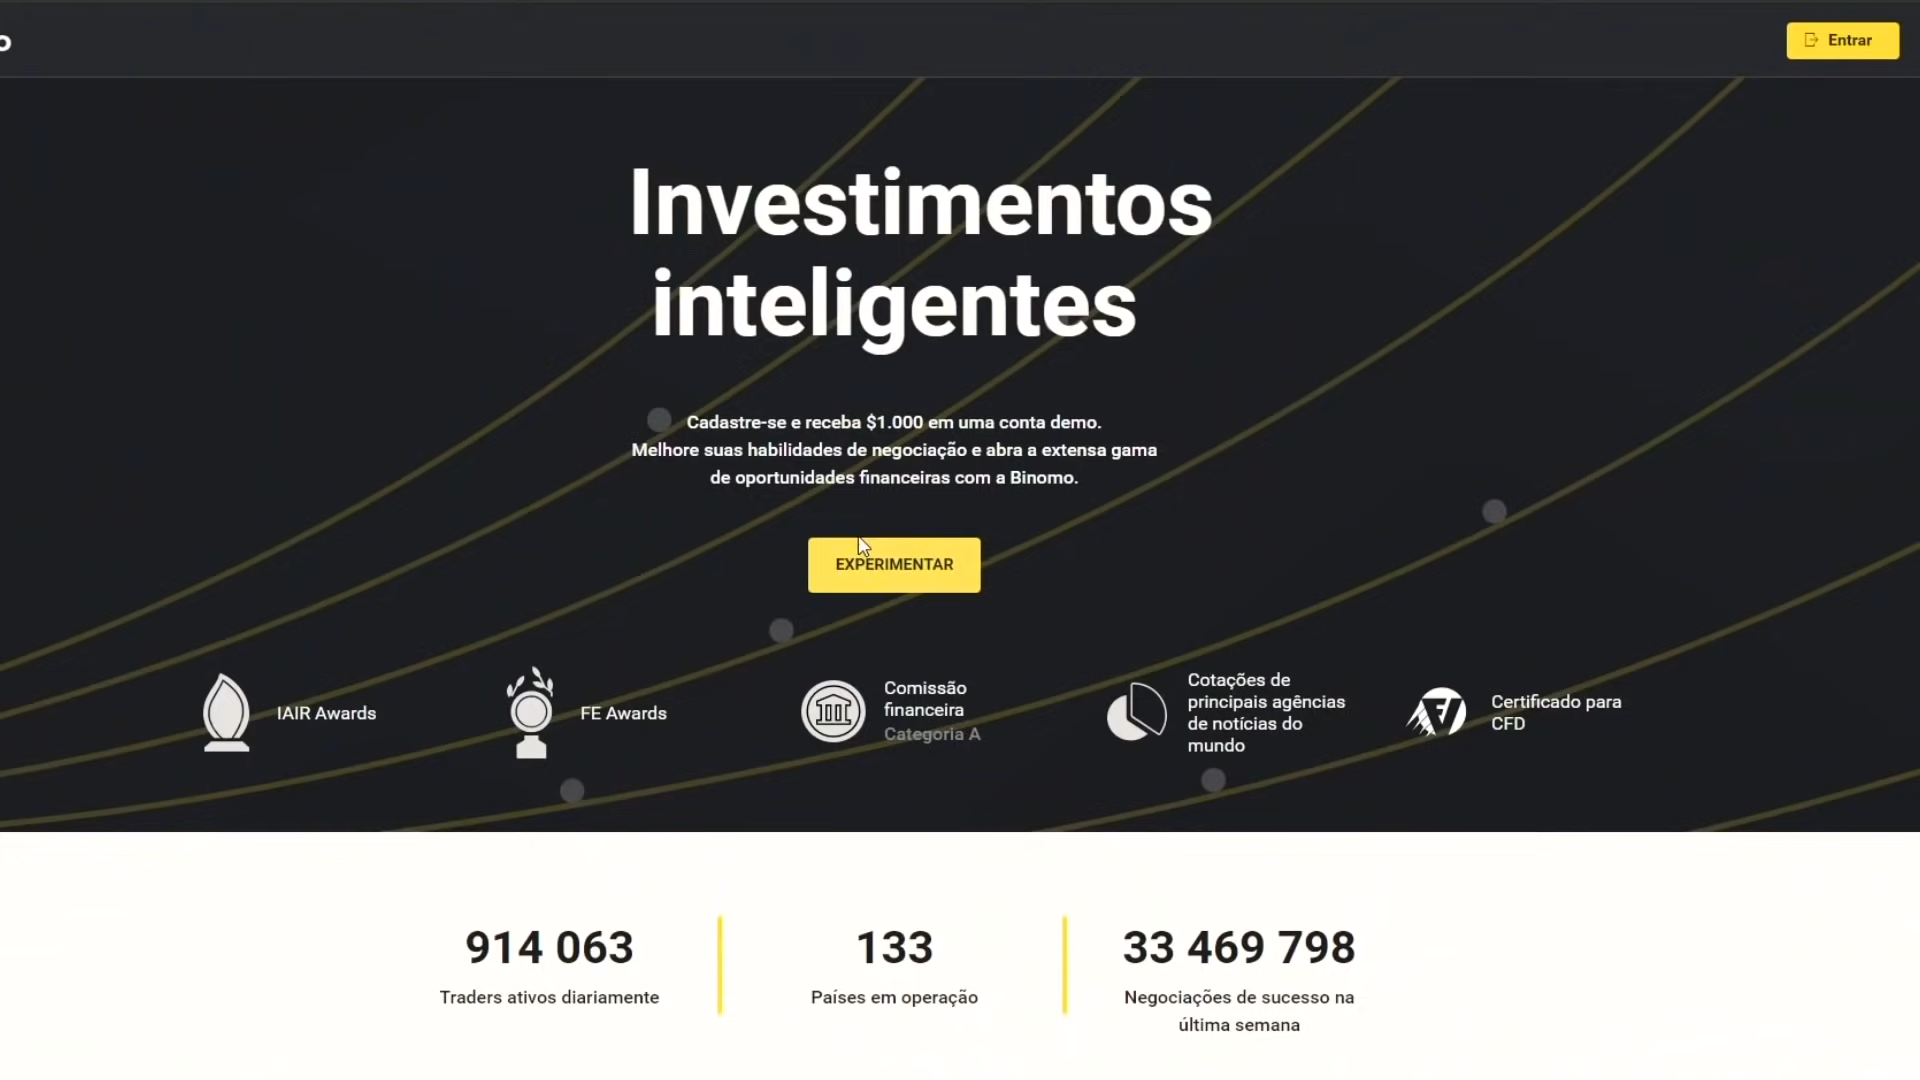 o
Entrar
Investimentos
inteligentes
Cadastre-se e receba $1.000 em uma conta demo.
Melhore suas habilidades de negociação e abra a extensa gama
de oportunidades financeiras com a Binomo.
EXPERIMENTAR
IAIR Awards
FE Awards
Comissão
financeira
Categoria A
Cotações de
principais agências
de notícias do
mundo
Certificado para
CFD
914 063
Traders ativos diariamente
133
Países em operação
33 469 798
Negociações de sucesso na
última semana